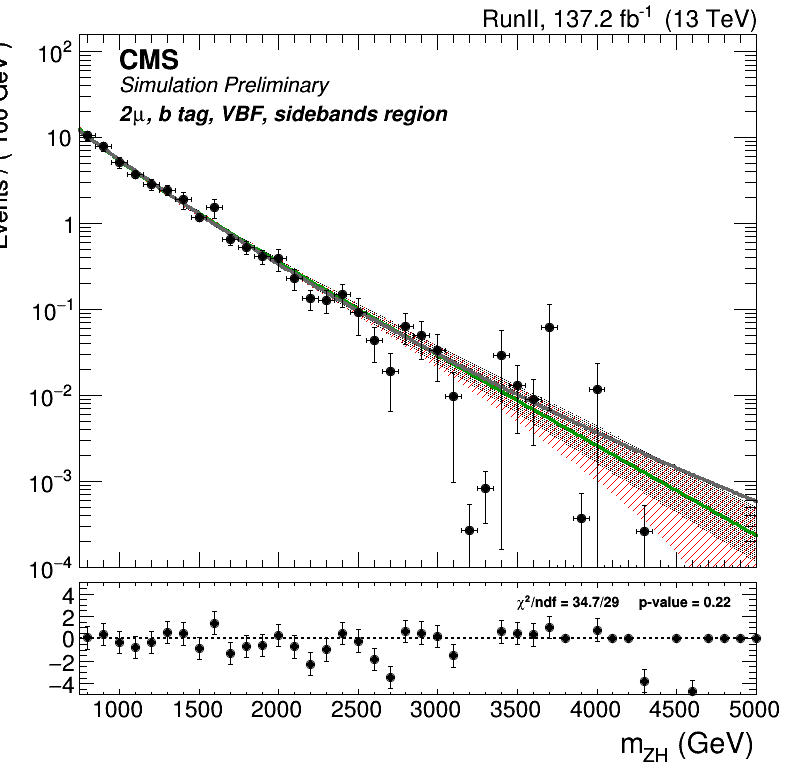 RunII, 137.2 fb⁻¹ (13 TeV)
CMS
Simulation Preliminary
2μ, b tag, VBF, sidebands region
10²
10
1
10⁻¹
10⁻²
10⁻³
10⁻⁴
χ²/ndf = 34.7/29 p-value = 0.22
4
2
0
−2
−4
1000 1500 2000 2500 3000 3500 4000 4500 5000
m_ZH (GeV)